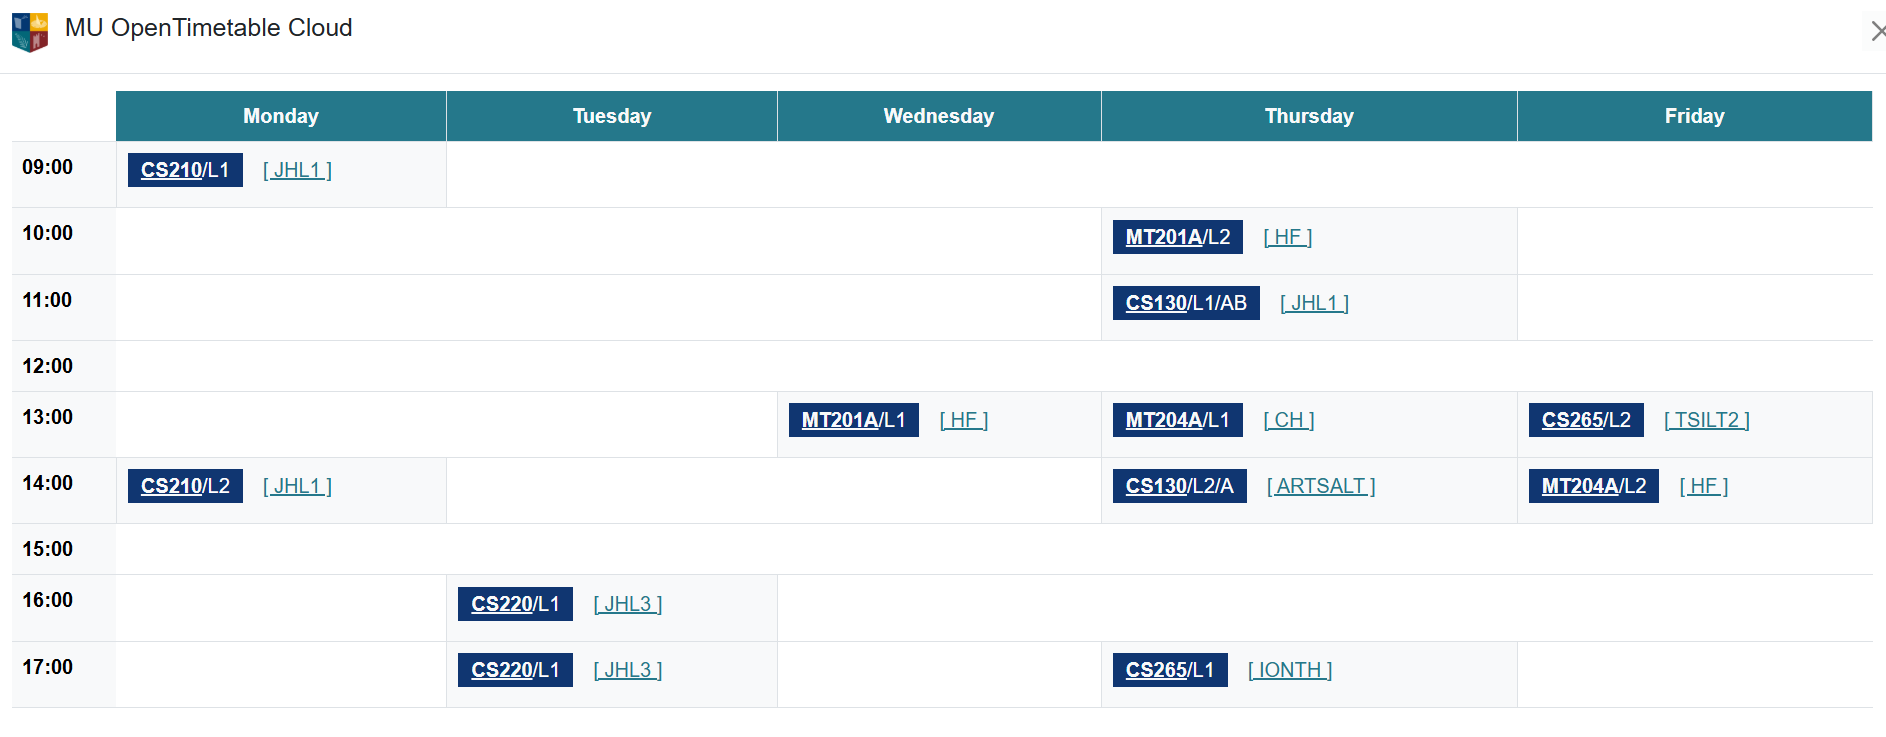 MU OpenTimetable Cloud
Monday Tuesday Wednesday Thursday Friday
09:00 CS210/L1 [ JHL1 ]
10:00 MT201A/L2 [ HF ]
11:00 CS130/L1/AB [ JHL1 ]
12:00
13:00 MT201A/L1 [ HF ] MT204A/L1 [ CH ] CS265/L2 [ TSILT2 ]
14:00 CS210/L2 [ JHL1 ] CS130/L2/A [ ARTSALT ] MT204A/L2 [ HF ]
15:00
16:00 CS220/L1 [ JHL3 ]
17:00 CS220/L1 [ JHL3 ] CS265/L1 [ IONTH ]